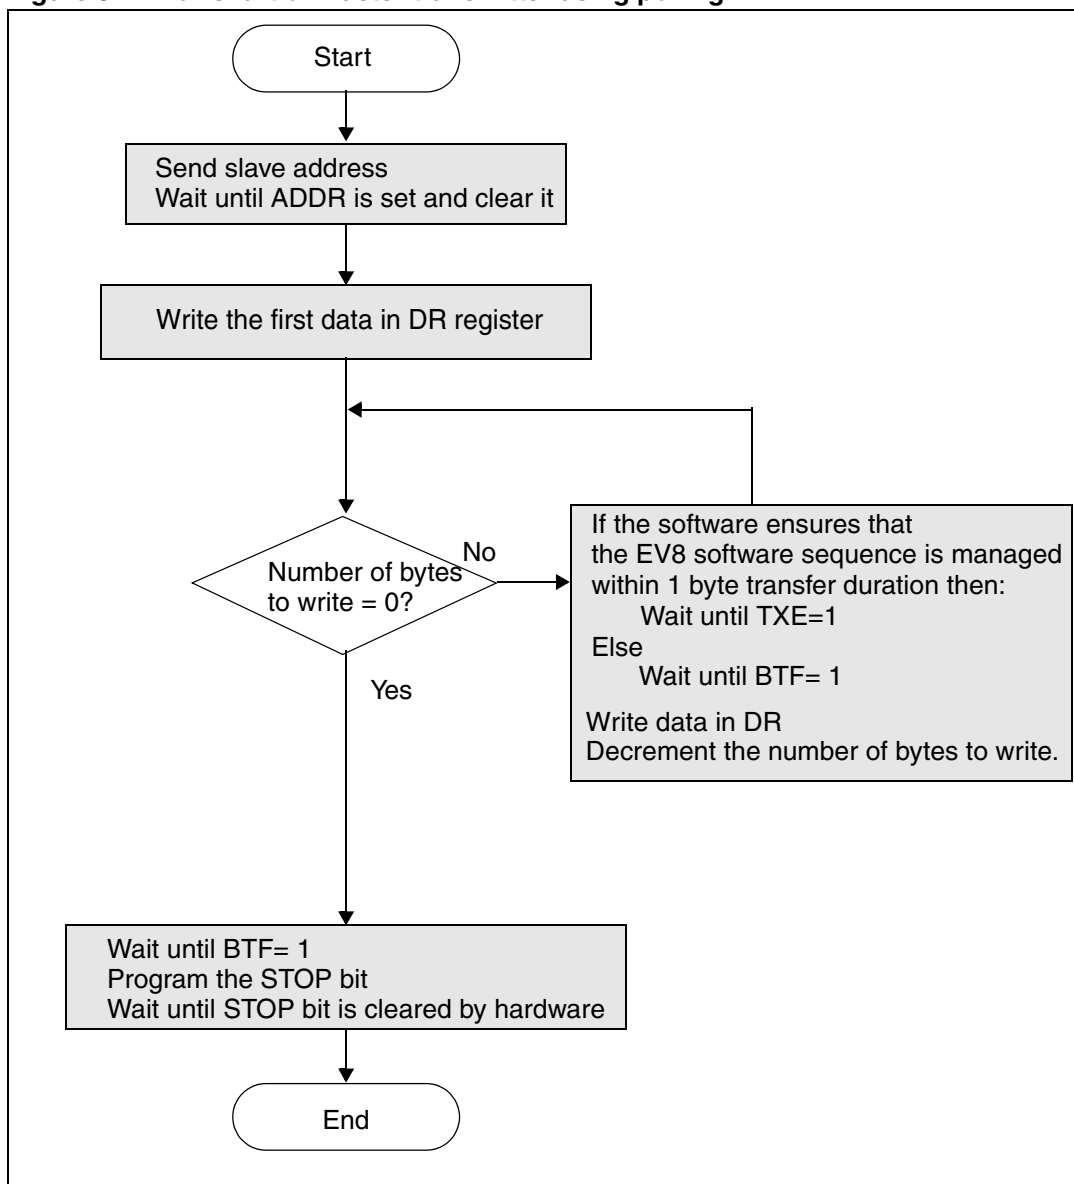 Start
Send slave address
Wait until ADDR is set and clear it
Write the first data in DR register
Number of bytes
to write = 0?
No
Yes
If the software ensures that
the EV8 software sequence is managed
within 1 byte transfer duration then:
Wait until TXE=1
Else
Wait until BTF= 1
Write data in DR
Decrement the number of bytes to write.
Wait until BTF= 1
Program the STOP bit
Wait until STOP bit is cleared by hardware
End